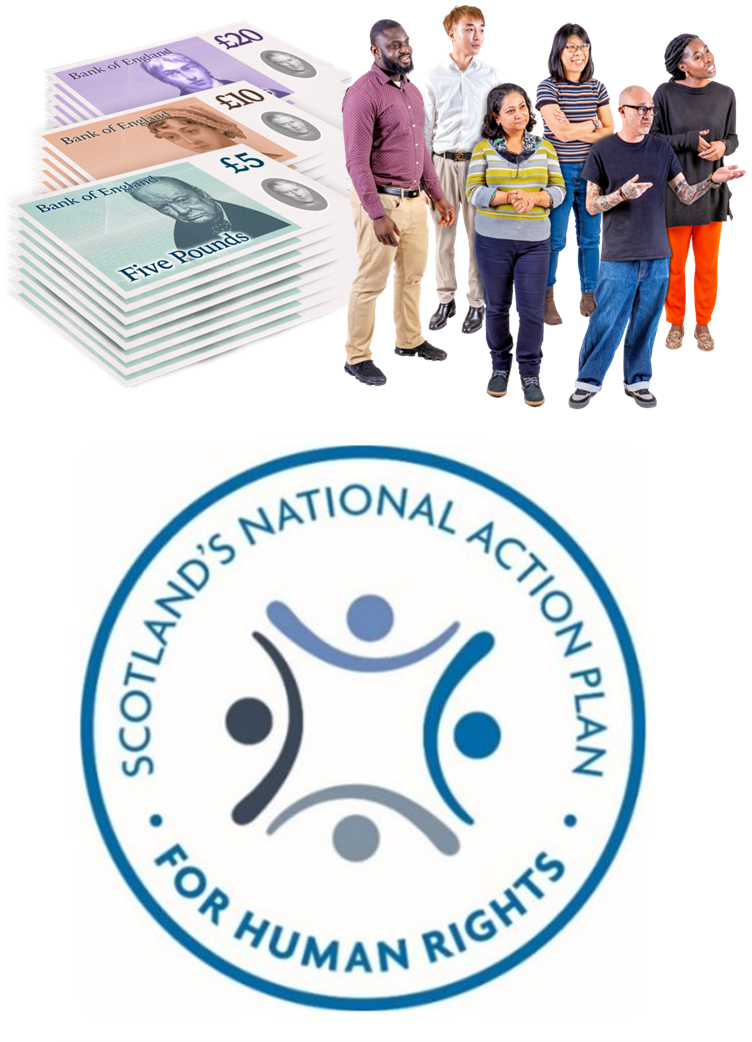 Bank of England
£20
Bank of England
£10
Bank of England
£5
Five Pounds
SCOTLAND'S NATIONAL ACTION PLAN
• FOR HUMAN RIGHTS •